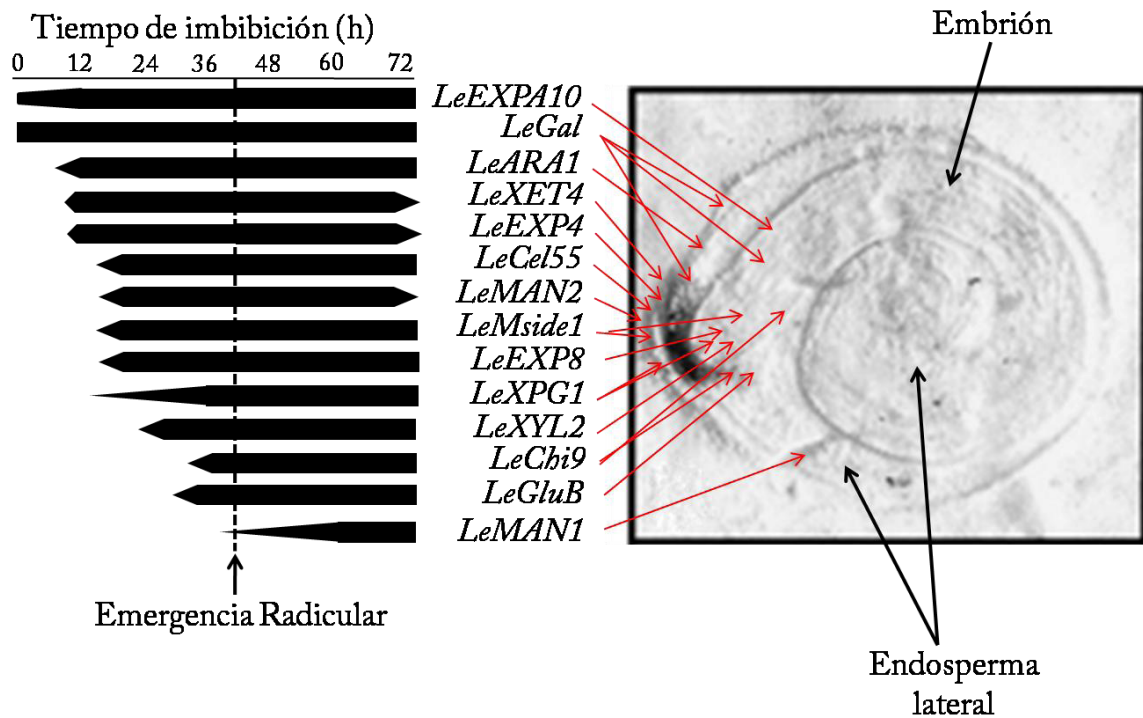 Tiempo de imbibición (h)
0 12 24 36 48 60 72
LeEXPA10
LeGal
LeARA1
LeXET4
LeEXP4
LeCel55
LeMAN2
LeMside1
LeEXP8
LeXPG1
LeXYL2
LeChi9
LeGluB
LeMAN1
Emergencia Radicular
Embrión
Endosperma
lateral